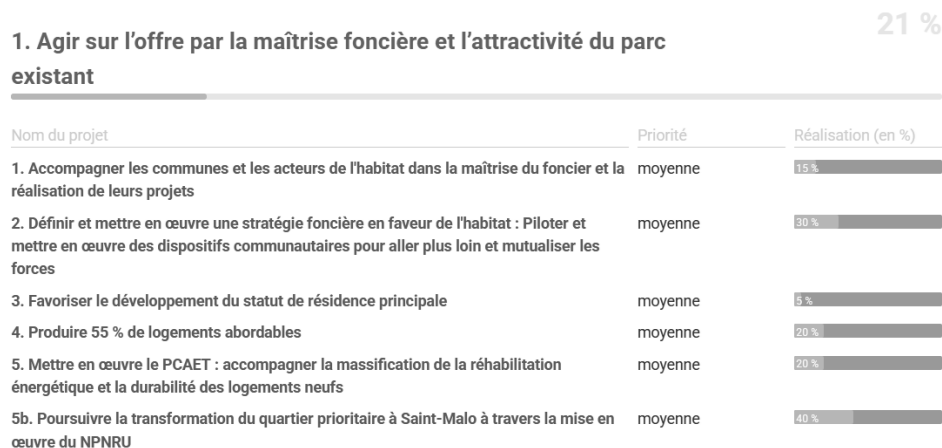 21 %
1. Agir sur l’offre par la maîtrise foncière et l’attractivité du parc
existant
Nom du projet Priorité Réalisation (en %)
1. Accompagner les communes et les acteurs de l'habitat dans la maîtrise du foncier et la moyenne 15 %
réalisation de leurs projets
2. Définir et mettre en œuvre une stratégie foncière en faveur de l'habitat : Piloter et moyenne 30 %
mettre en œuvre des dispositifs communautaires pour aller plus loin et mutualiser les
forces
3. Favoriser le développement du statut de résidence principale moyenne 5 %
4. Produire 55 % de logements abordables moyenne 20 %
5. Mettre en œuvre le PCAET : accompagner la massification de la réhabilitation moyenne 20 %
énergétique et la durabilité des logements neufs
5b. Poursuivre la transformation du quartier prioritaire à Saint-Malo à travers la mise en moyenne 40 %
œuvre du NPNRU